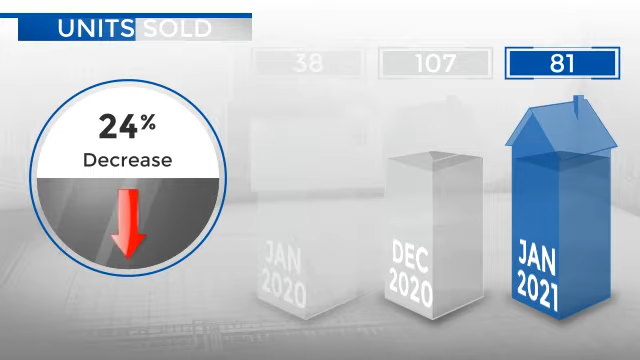 UNITS SOLD
38
107
81
24%
Decrease
JAN
2020
DEC
2020
JAN
2021